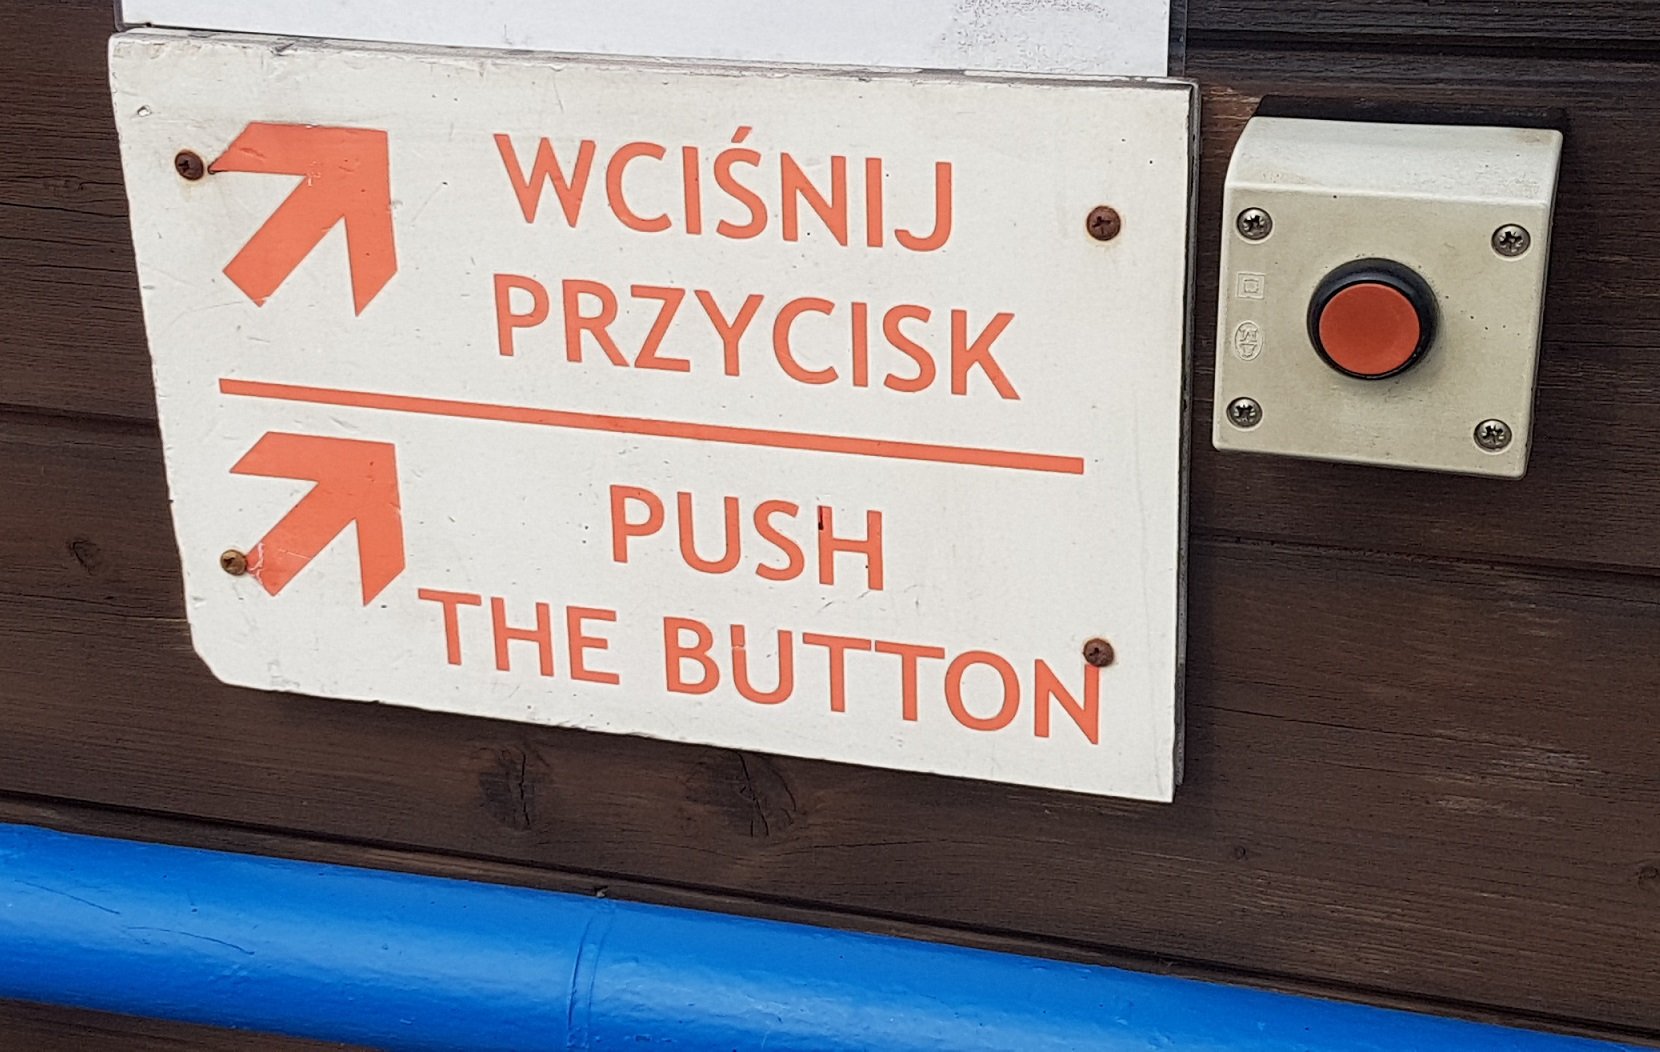 WCIŚNIJ
PRZYCISK
PUSH
THE BUTTON